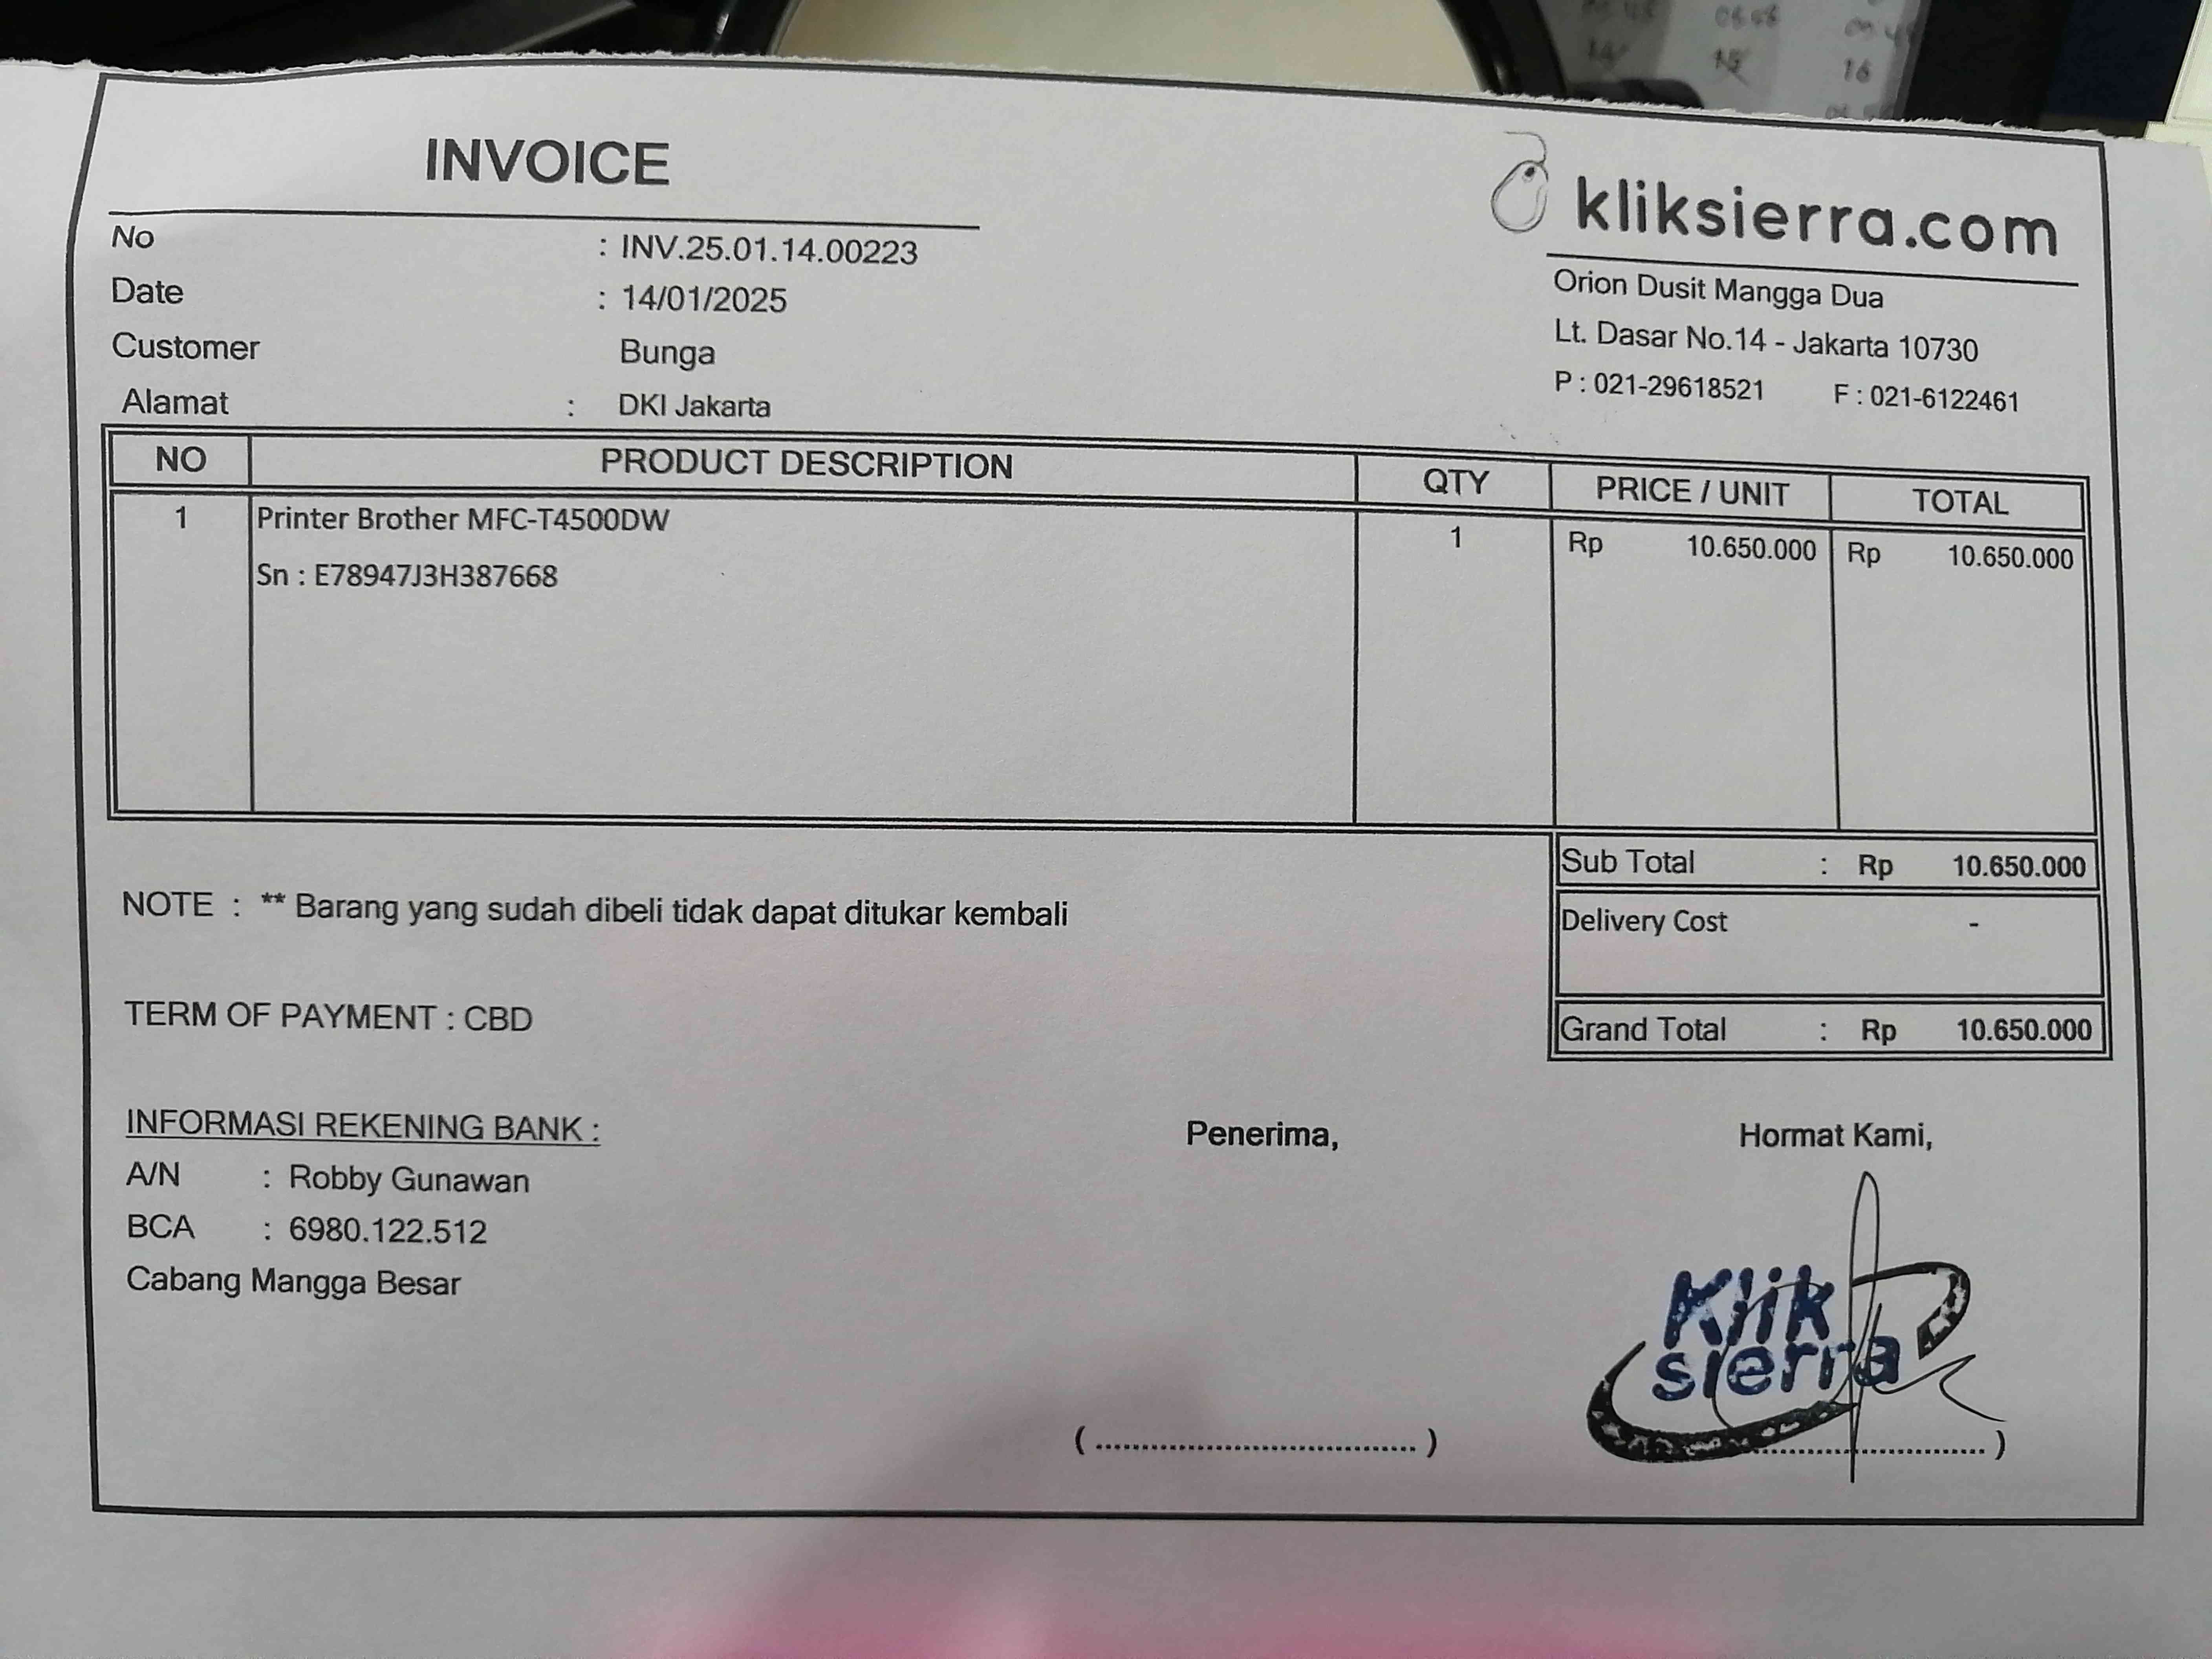 INVOICE
kliksierra.com
Orion Dusit Mangga Dua
Lt. Dasar No.14 - Jakarta 10730
P : 021-29618521 F : 021-6122461
No : INV.25.01.14.00223
Date : 14/01/2025
Customer Bunga
Alamat : DKI Jakarta
NO PRODUCT DESCRIPTION QTY PRICE / UNIT TOTAL
1 Printer Brother MFC-T4500DW 1 Rp 10.650.000 Rp 10.650.000
Sn : E78947J3H387668
Sub Total : Rp 10.650.000
NOTE : ** Barang yang sudah dibeli tidak dapat ditukar kembali
Delivery Cost -
TERM OF PAYMENT : CBD
Grand Total : Rp 10.650.000
INFORMASI REKENING BANK :
A/N : Robby Gunawan
BCA : 6980.122.512
Cabang Mangga Besar
Penerima,
Hormat Kami,
Klik
sierra
( ................................... )
................... )
16